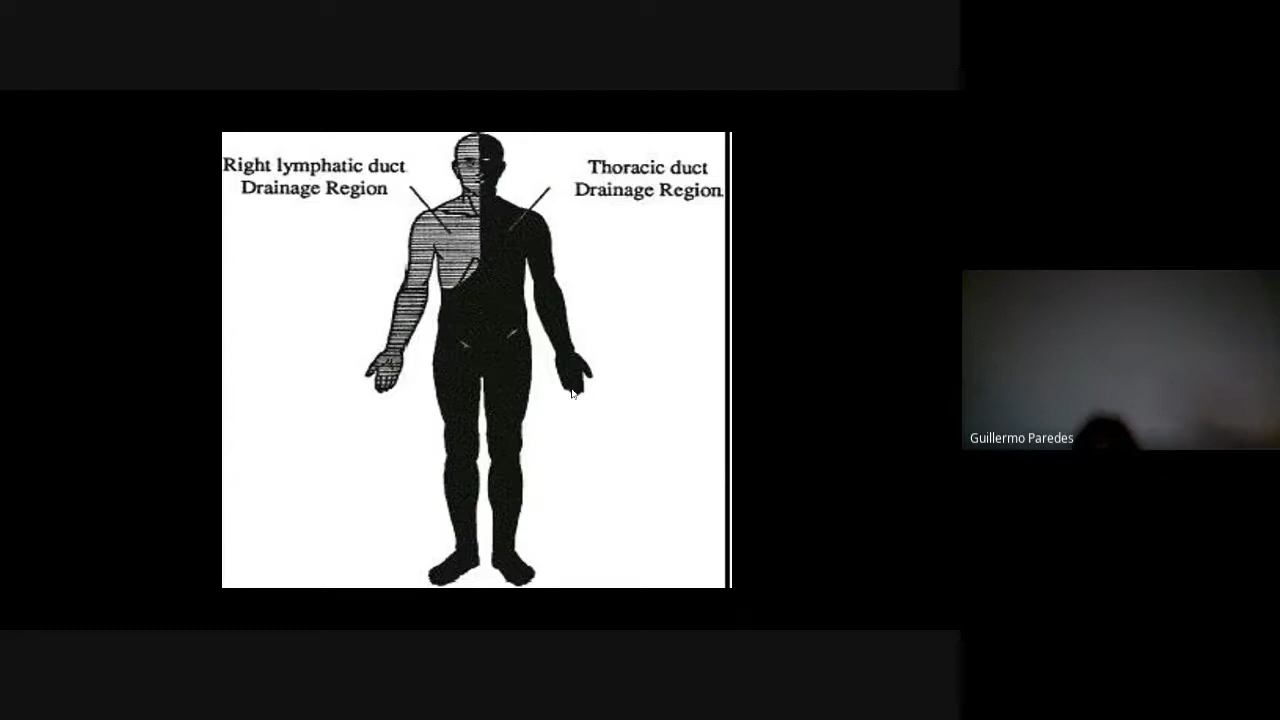 Right lymphatic duct
Drainage Region
Thoracic duct
Drainage Region
Guillermo Paredes